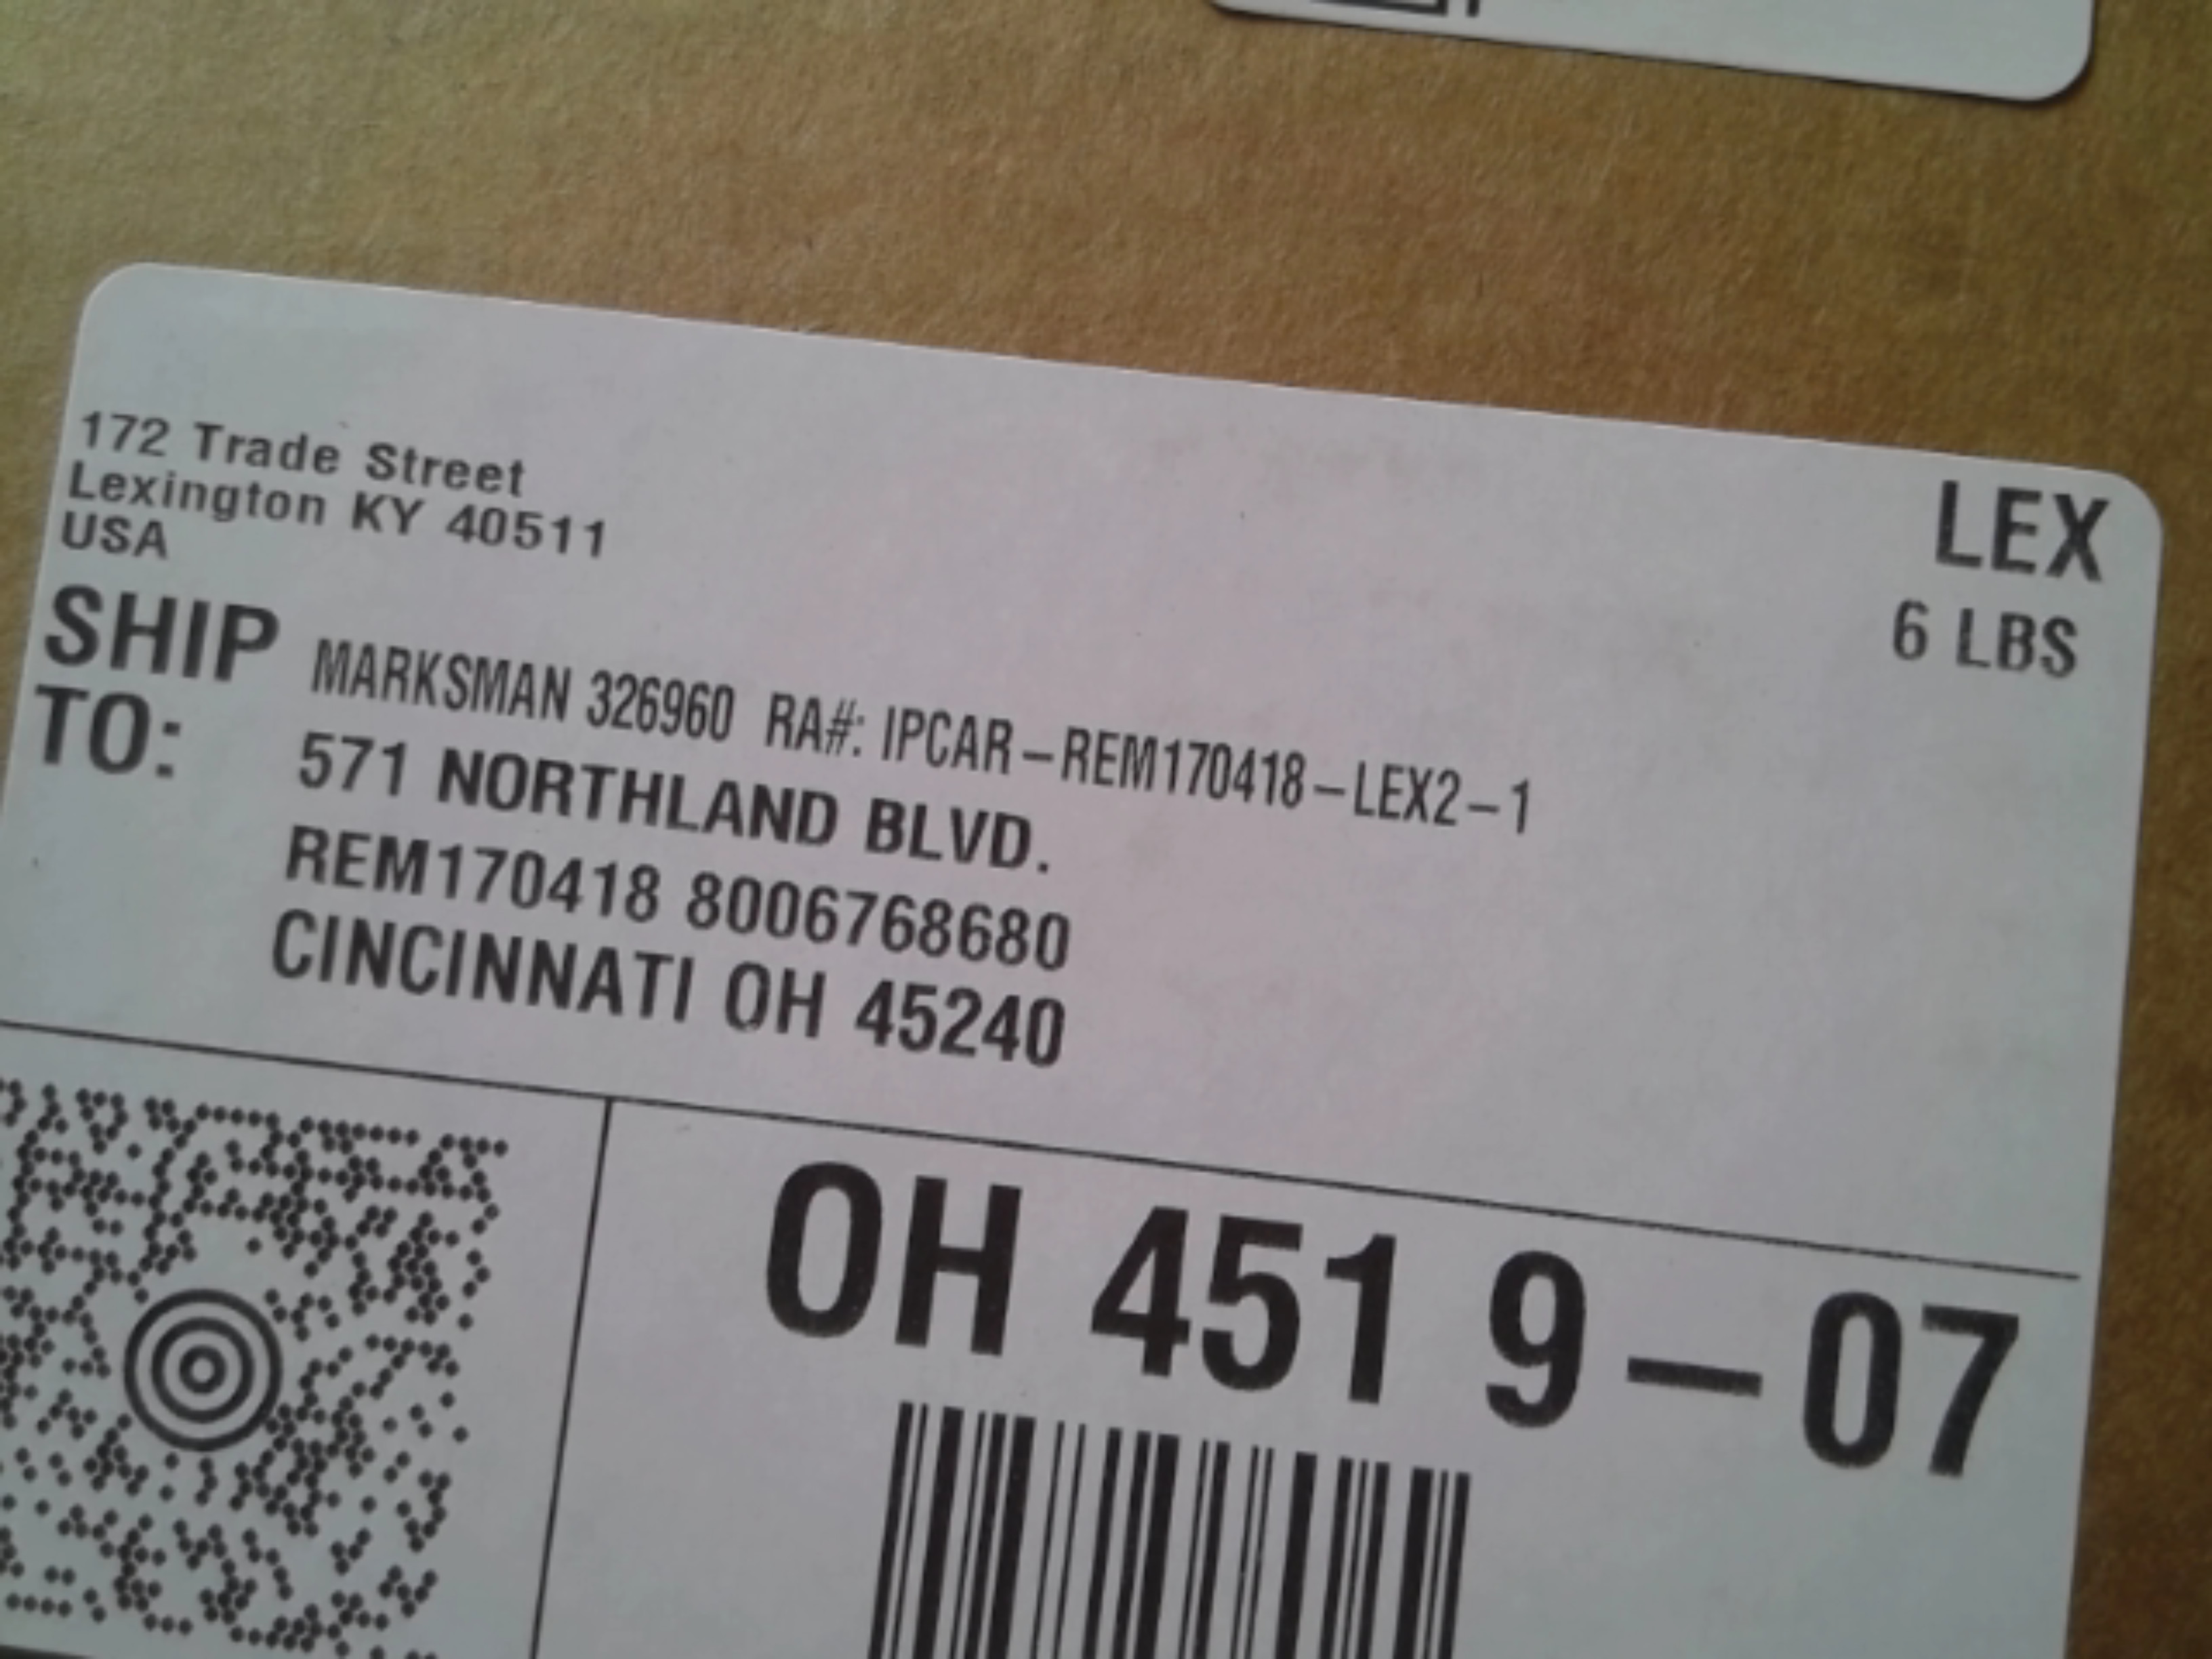 172 Trade Street
Lexington KY 40511
USA
LEX
6 LBS
SHIP TO:
MARKSMAN 326960 RA#: IPCAR-REM170418-LEX2-1
571 NORTHLAND BLVD.
REM170418 8006768680
CINCINNATI OH 45240
OH 451 9-07